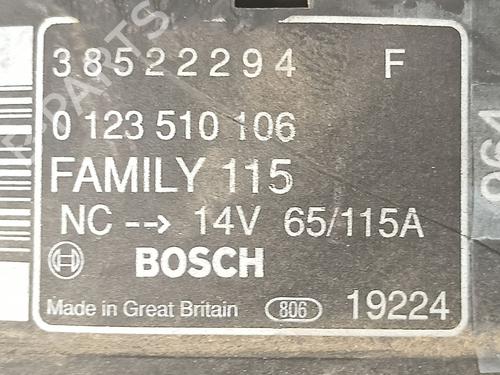 38522294 F
0 123 510 106
FAMILY 115
NC --> 14V 65/115A
BOSCH
Made in Great Britain 806 19224